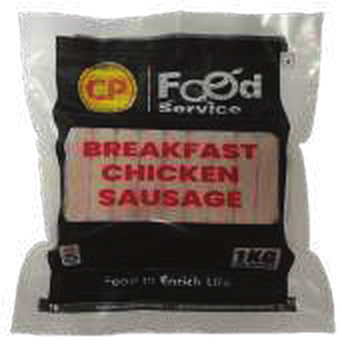 CP
Food
Service
BREAKFAST
CHICKEN
SAUSAGE
1KG
Food to Enrich Life